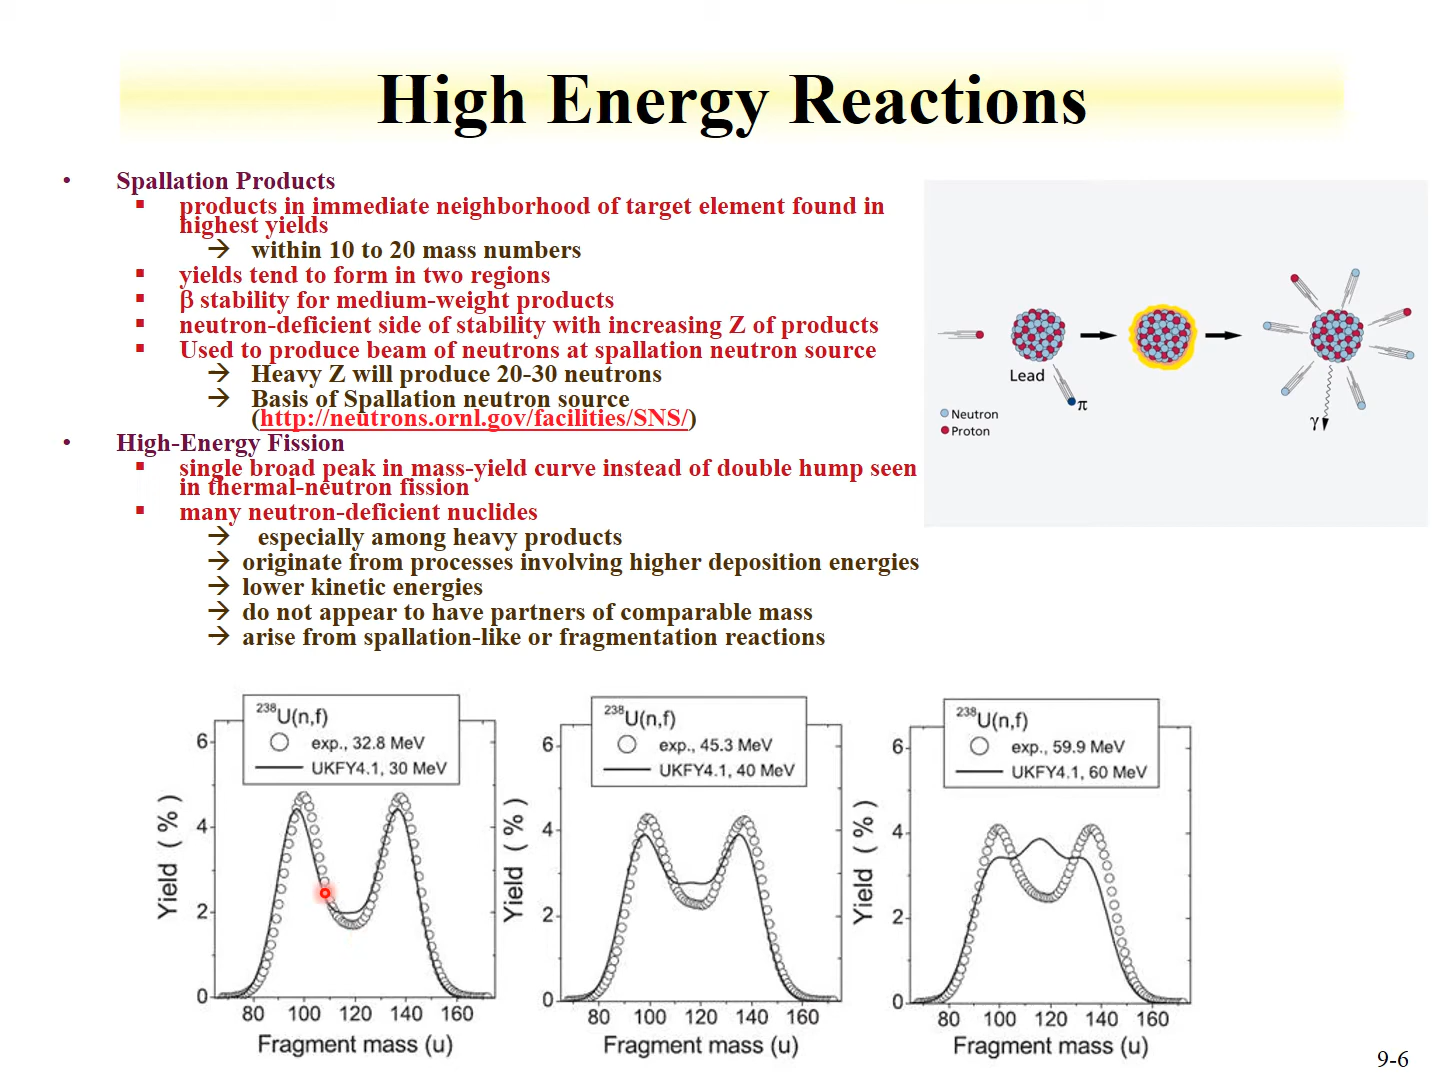 High Energy Reactions
• Spallation Products
▪ products in immediate neighborhood of target element found in
highest yields
→ within 10 to 20 mass numbers
▪ yields tend to form in two regions
▪ β stability for medium-weight products
▪ neutron-deficient side of stability with increasing Z of products
▪ Used to produce beam of neutrons at spallation neutron source
→ Heavy Z will produce 20-30 neutrons
→ Basis of Spallation neutron source
(http://neutrons.ornl.gov/facilities/SNS/)
• High-Energy Fission
▪ single broad peak in mass-yield curve instead of double hump seen
in thermal-neutron fission
▪ many neutron-deficient nuclides
→ especially among heavy products
→ originate from processes involving higher deposition energies
→ lower kinetic energies
→ do not appear to have partners of comparable mass
→ arise from spallation-like or fragmentation reactions
Lead
π
γ
Neutron
Proton
²³⁸U(n,f)
exp., 32.8 MeV
UKFY4.1, 30 MeV
Yield ( % )
6
4
2
0
80 100 120 140 160
Fragment mass (u)
²³⁸U(n,f)
exp., 45.3 MeV
UKFY4.1, 40 MeV
Yield ( % )
6
4
2
0
80 100 120 140 160
Fragment mass (u)
²³⁸U(n,f)
exp., 59.9 MeV
UKFY4.1, 60 MeV
Yield ( % )
6
4
2
0
80 100 120 140 160
Fragment mass (u)
9-6